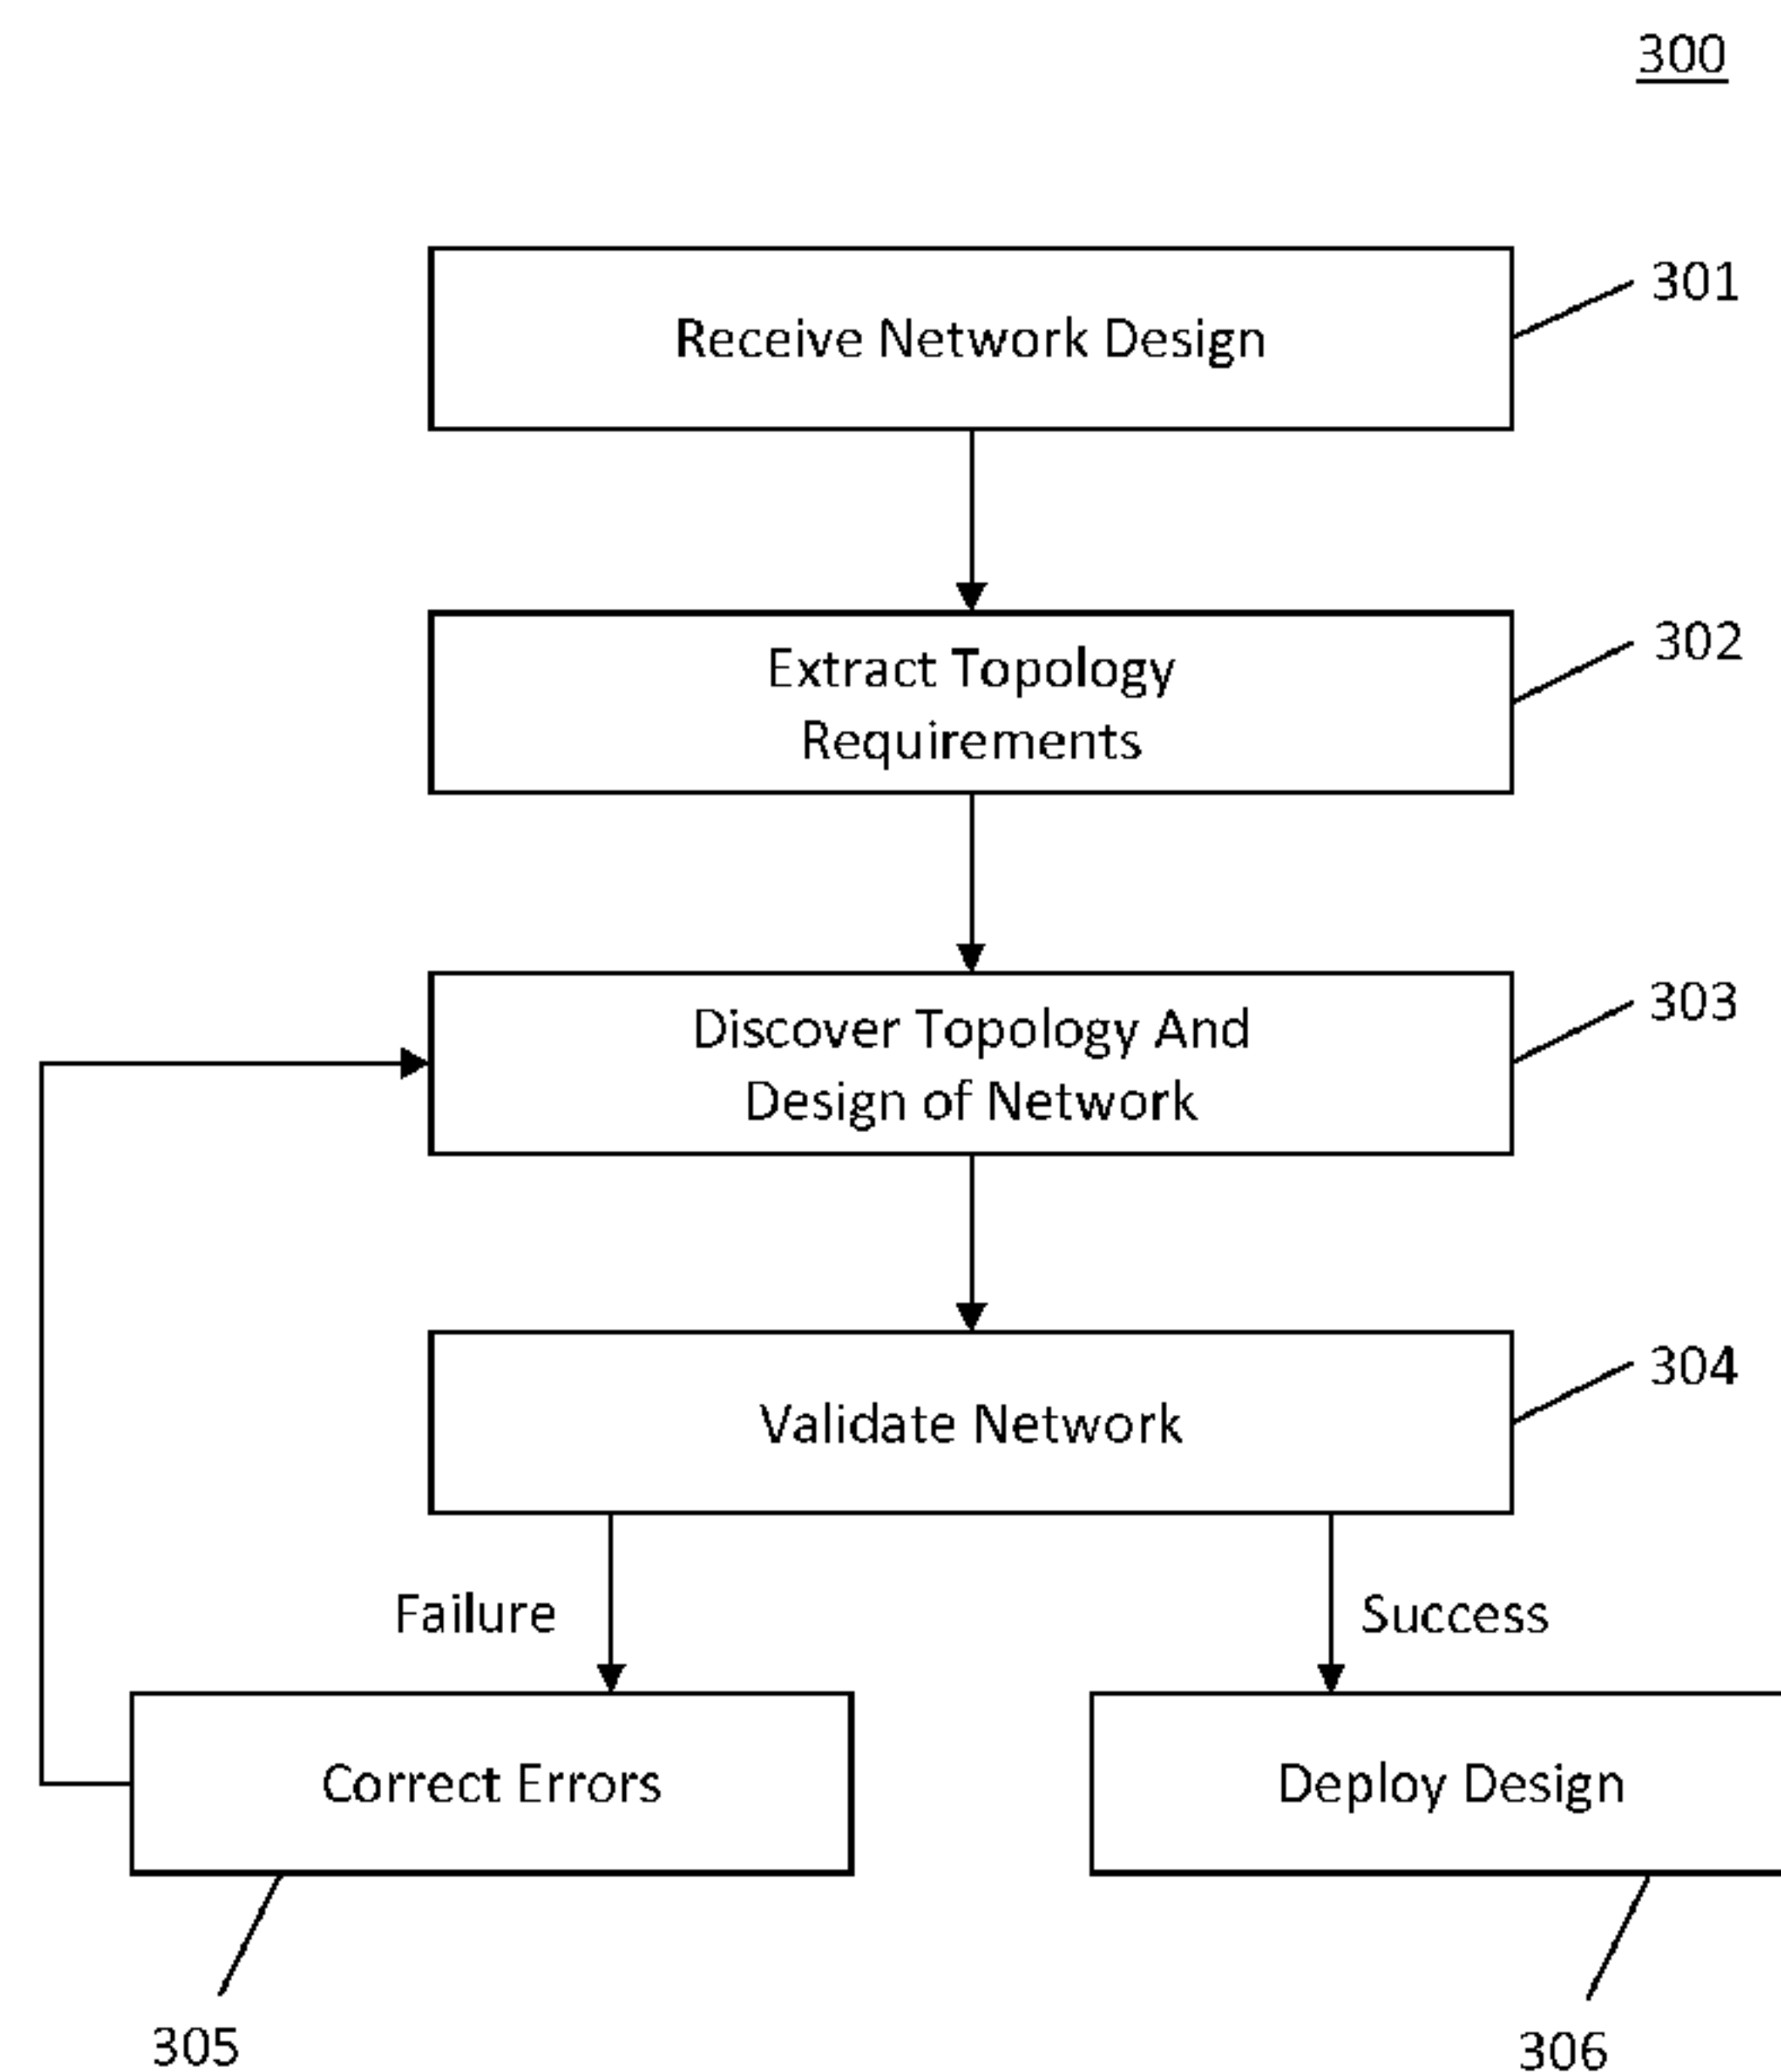 300
Receive Network Design
301
Extract Topology
Requirements
302
Discover Topology And
Design of Network
303
Validate Network
304
Failure
Success
Correct Errors
Deploy Design
305
306